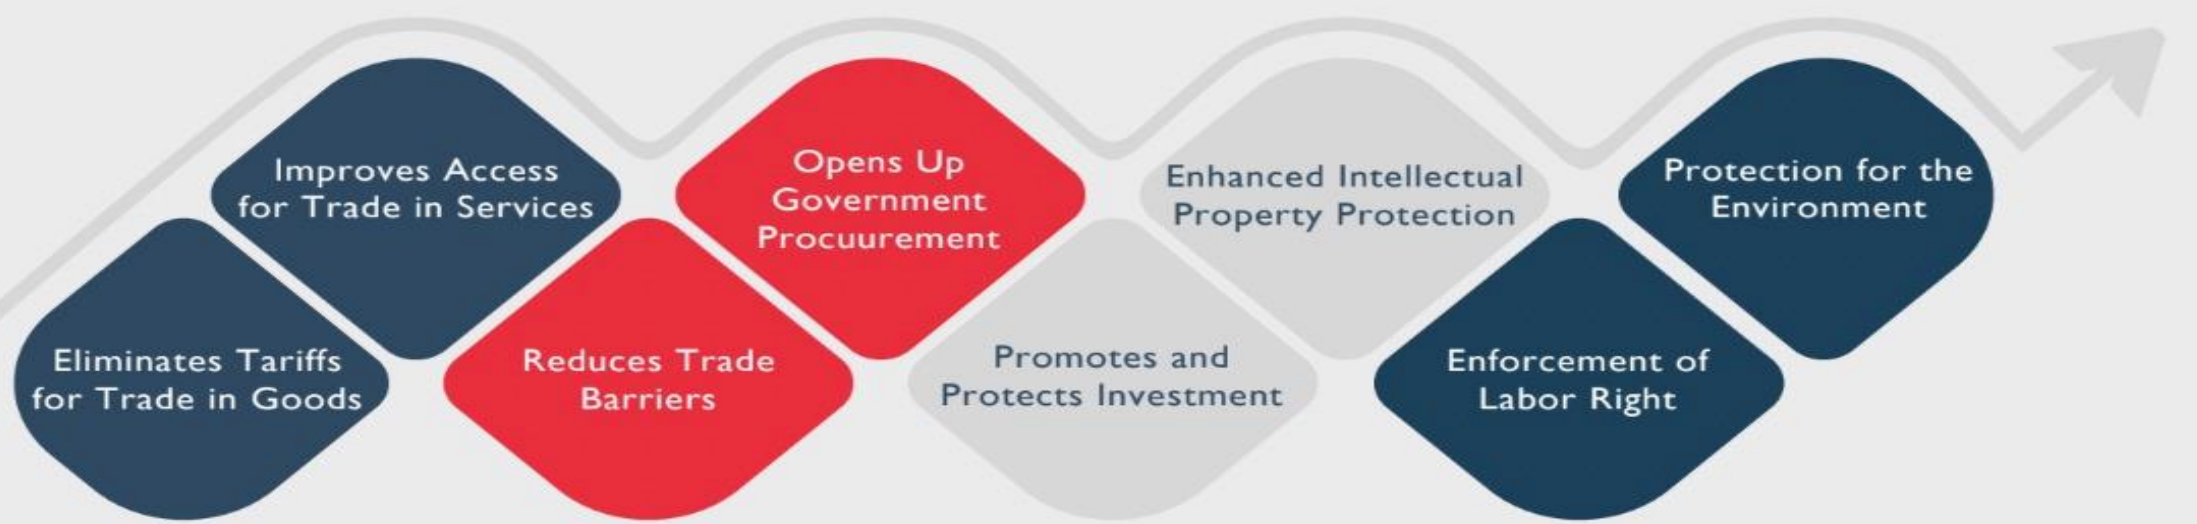 Eliminates Tariffs
for Trade in Goods
Improves Access
for Trade in Services
Reduces Trade
Barriers
Opens Up
Government
Procuurement
Promotes and
Protects Investment
Enhanced Intellectual
Property Protection
Enforcement of
Labor Right
Protection for the
Environment